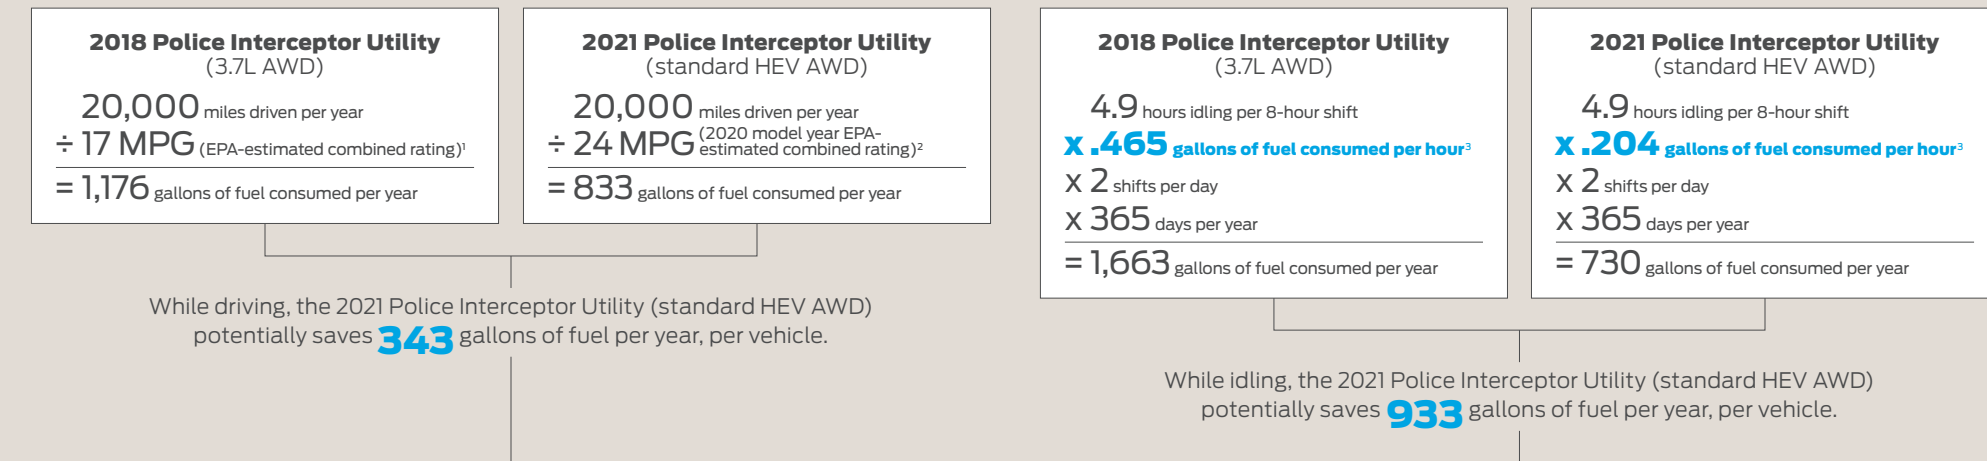 2018 Police Interceptor Utility
(3.7L AWD)
20,000 miles driven per year
÷ 17 MPG (EPA-estimated combined rating)¹
= 1,176 gallons of fuel consumed per year
2021 Police Interceptor Utility
(standard HEV AWD)
20,000 miles driven per year
÷ 24 MPG (2020 model year EPA-
estimated combined rating)²
= 833 gallons of fuel consumed per year
While driving, the 2021 Police Interceptor Utility (standard HEV AWD)
potentially saves 343 gallons of fuel per year, per vehicle.
2018 Police Interceptor Utility
(3.7L AWD)
4.9 hours idling per 8-hour shift
x .465 gallons of fuel consumed per hour³
x 2 shifts per day
x 365 days per year
= 1,663 gallons of fuel consumed per year
2021 Police Interceptor Utility
(standard HEV AWD)
4.9 hours idling per 8-hour shift
x .204 gallons of fuel consumed per hour³
x 2 shifts per day
x 365 days per year
= 730 gallons of fuel consumed per year
While idling, the 2021 Police Interceptor Utility (standard HEV AWD)
potentially saves 933 gallons of fuel per year, per vehicle.